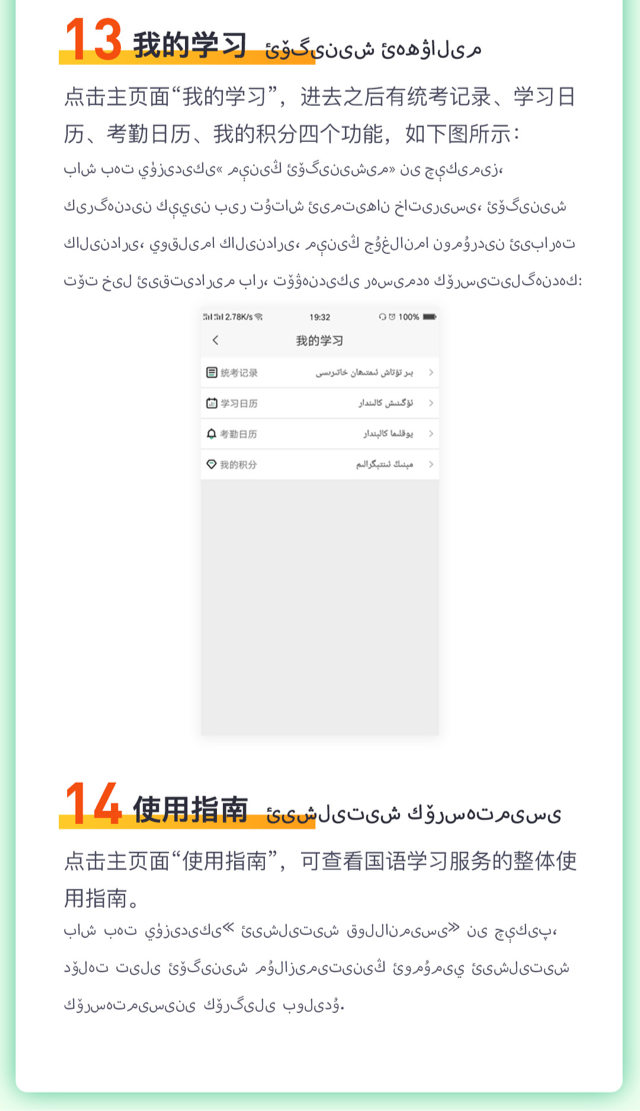 13 我的学习 ئۆگىنىش ئەھۋالىم
点击主页面“我的学习”，进去之后有统考记录、学习日
历、考勤日历、我的积分四个功能，如下图所示：
باش بەت يۈزىدىكى «مېنىڭ ئۆگىنىشىم» نى چېكىمىز،
كىرگەندىن كېيىن بىر تۇتاش ئىمتىھان خاتىرىسى، ئۆگىنىش
كالىندارى، يوقلىما كالىندارى، مېنىڭ جۇغلانما نومۇرۇمدىن ئىبارەت
تۆت خىل ئىقتىدارىم بار، تۆۋەندىكى رەسىمدە كۆرسىتىلگەندەك:
2.78K/s 19:32 100%
我的学习
统考记录 بىر تۇتاش ئىمتىھان خاتىرىسى
学习日历 ئۆگىنىش كالىندار
考勤日历 يوقلىما كالىندار
我的积分 مېنىڭ ئىنتېگرالىم
14 使用指南 ئىشلىتىش كۆرسەتمىسى
点击主页面“使用指南”，可查看国语学习服务的整体使
用指南。
باش بەت يۈزىدىكى «ئىشلىتىش قوللانمىسى» نى چېكىپ،
دۆلەت تىلى ئۆگىنىش مۇلازىمىتىنىڭ ئومۇمىي ئىشلىتىش
كۆرسەتمىسىنى كۆرگىلى بولىدۇ.